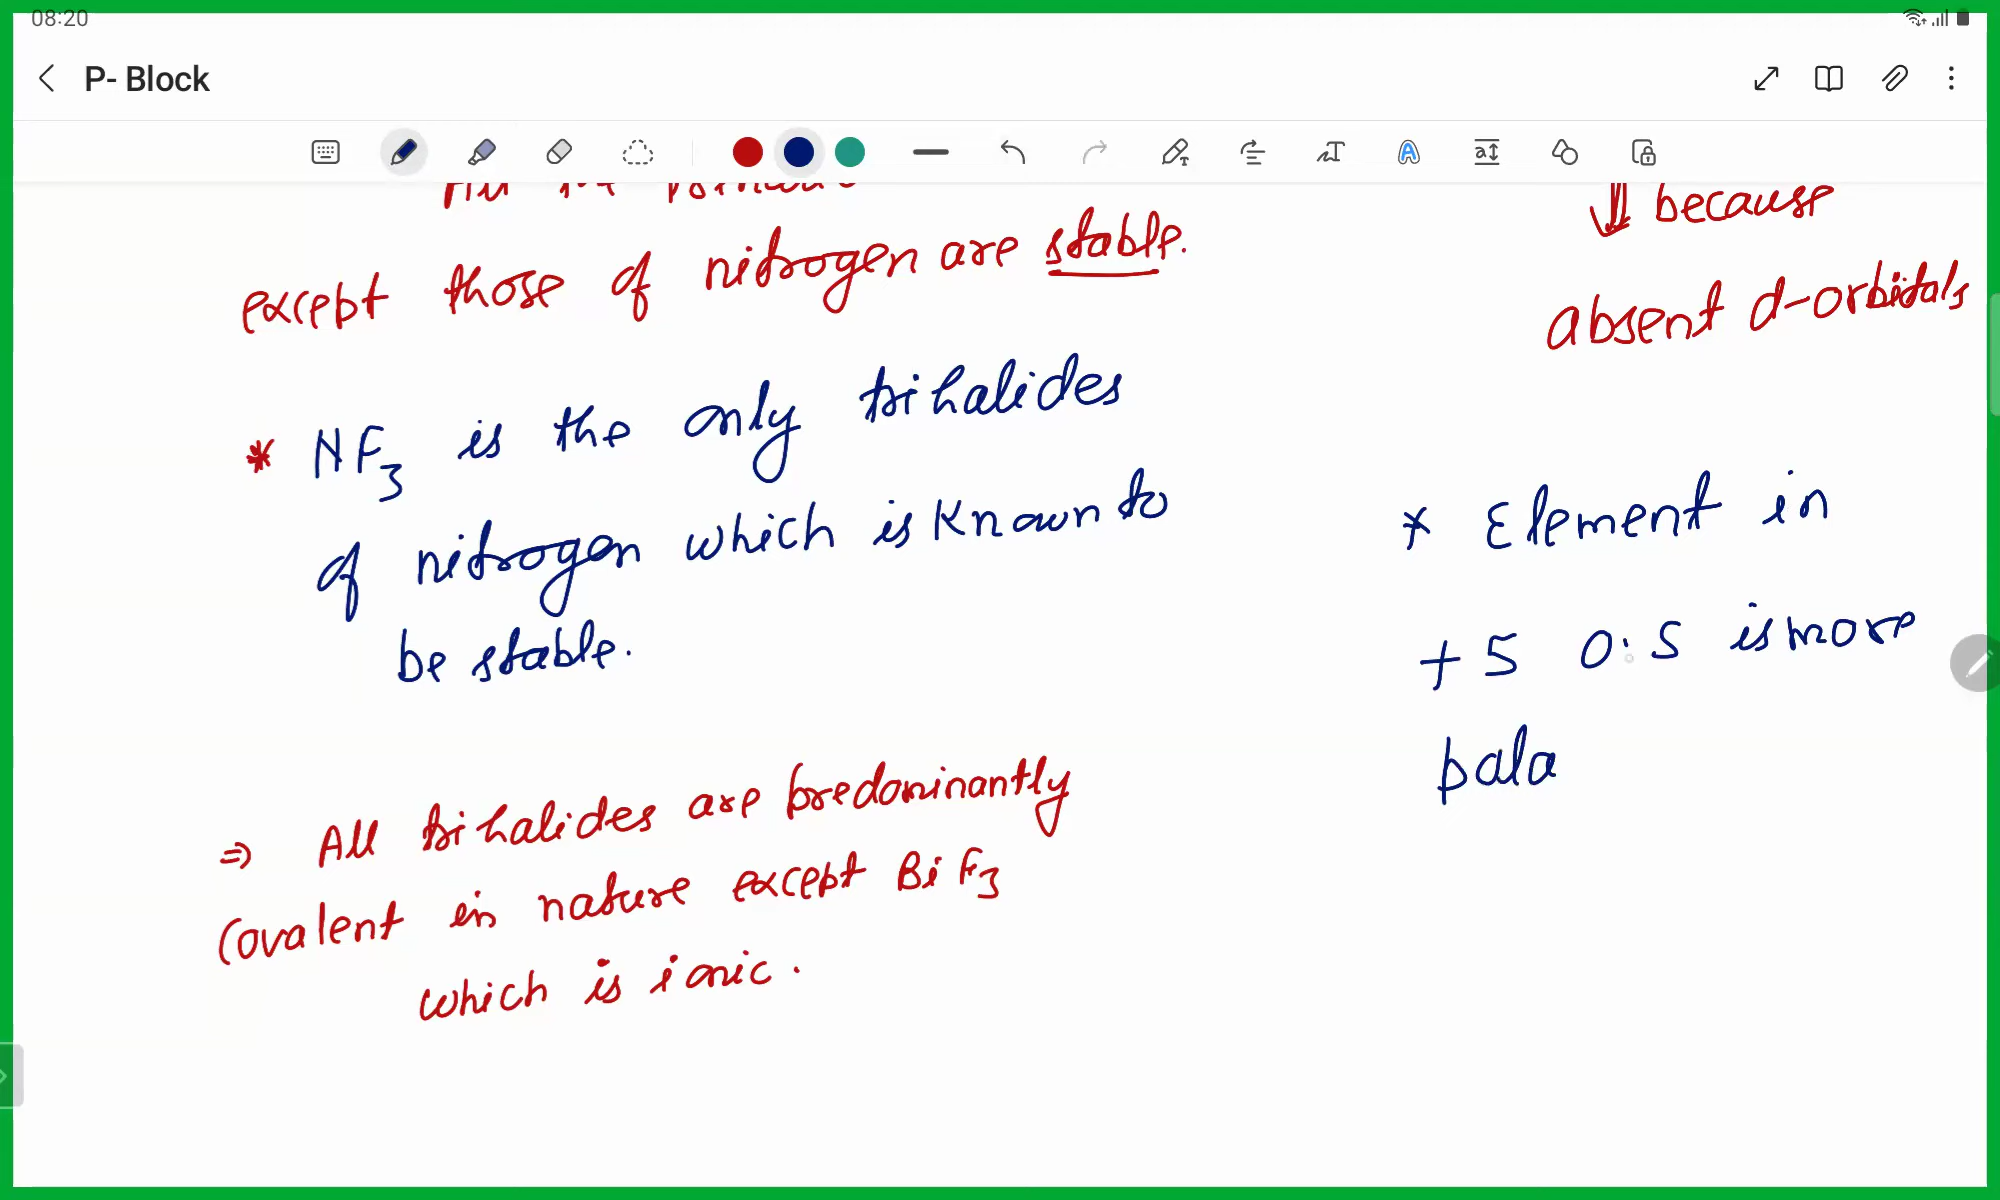 08:20
P- Block
except those of nitrogen are stable.
* NF3 is the only trihalides
of nitrogen which is known to
be stable.
⇒ All trihalides are predominantly
covalent in nature except BiF3
which is ionic.
⇓ because
absent d-orbitals
* Element in
+5 O.S is more
pola